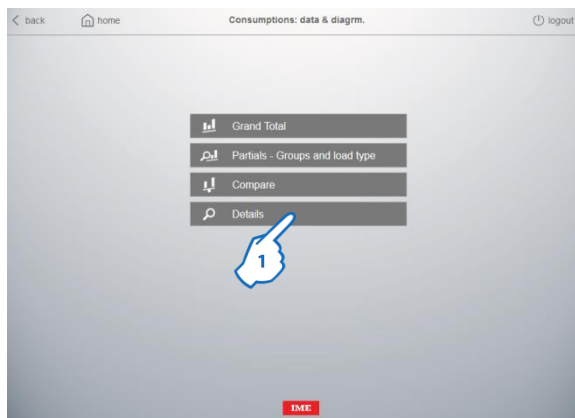 back
home
Consumptions: data & diagrm.
logout
Grand Total
Partials - Groups and load type
Compare
Details
1
IME